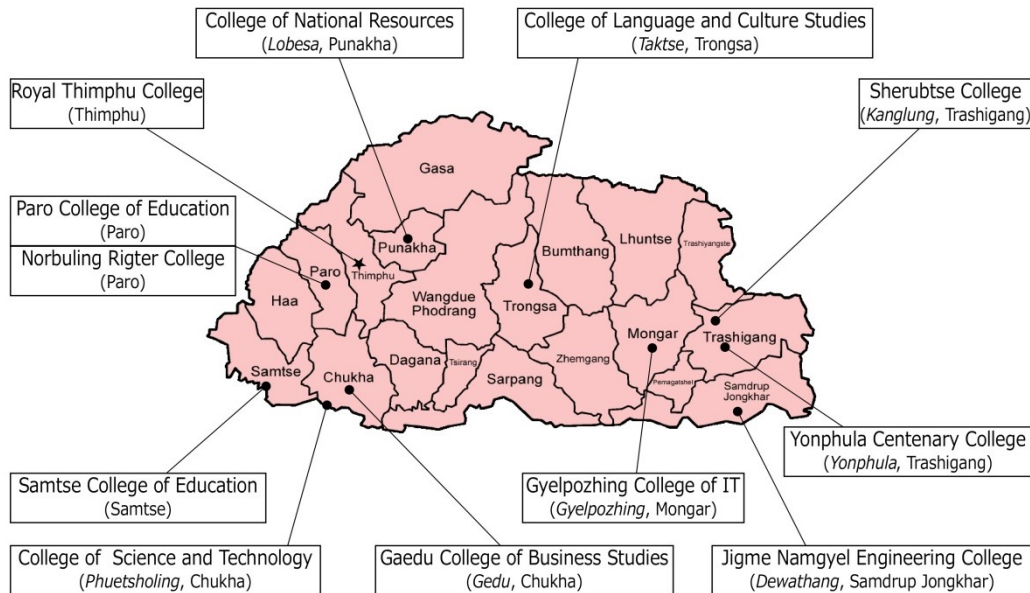 College of National Resources
(Lobesa, Punakha)
College of Language and Culture Studies
(Taktse, Trongsa)
Royal Thimphu College
(Thimphu)
Sherubtse College
(Kanglung, Trashigang)
Paro College of Education
(Paro)
Norbuling Rigter College
(Paro)
Gasa
Punakha
Thimphu
Paro
Haa
Wangdue
Phodrang
Trongsa
Bumthang
Lhuntse
Trashiyangste
Mongar
Trashigang
Samtse
Chukha
Dagana
Tsirang
Sarpang
Zhemgang
Pemagatshel
Samdrup
Jongkhar
Yonphula Centenary College
(Yonphula, Trashigang)
Samtse College of Education
(Samtse)
Gyelpozhing College of IT
(Gyelpozhing, Mongar)
College of Science and Technology
(Phuetsholing, Chukha)
Gaedu College of Business Studies
(Gedu, Chukha)
Jigme Namgyel Engineering College
(Dewathang, Samdrup Jongkhar)